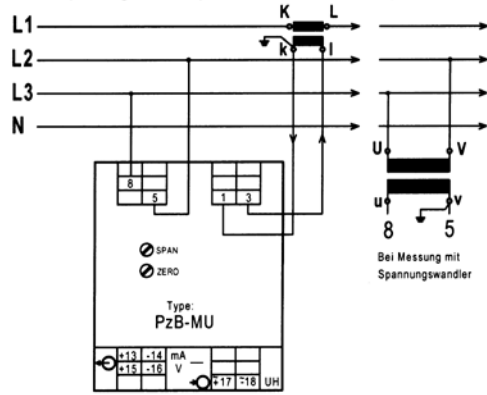 K L
L1
k l
L2
L3
N
U V
8
5 1 3
u v
8 5
SPAN
Bei Messung mit
Spannungswandler
ZERO
Type:
PzB-MU
+13 -14 mA
+15 -16 V
+17 -18 UH